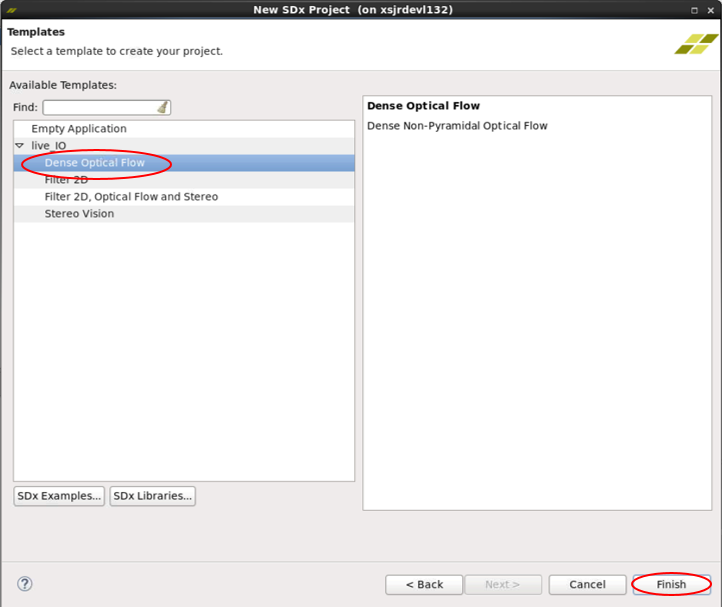 New SDx Project (on xsjrdevl132)
Templates
Select a template to create your project.
Available Templates:
Find:
Empty Application
live_IO
Dense Optical Flow
Filter 2D
Filter 2D, Optical Flow and Stereo
Stereo Vision
Dense Optical Flow
Dense Non-Pyramidal Optical Flow
SDx Examples... SDx Libraries...
? < Back Next > Cancel Finish